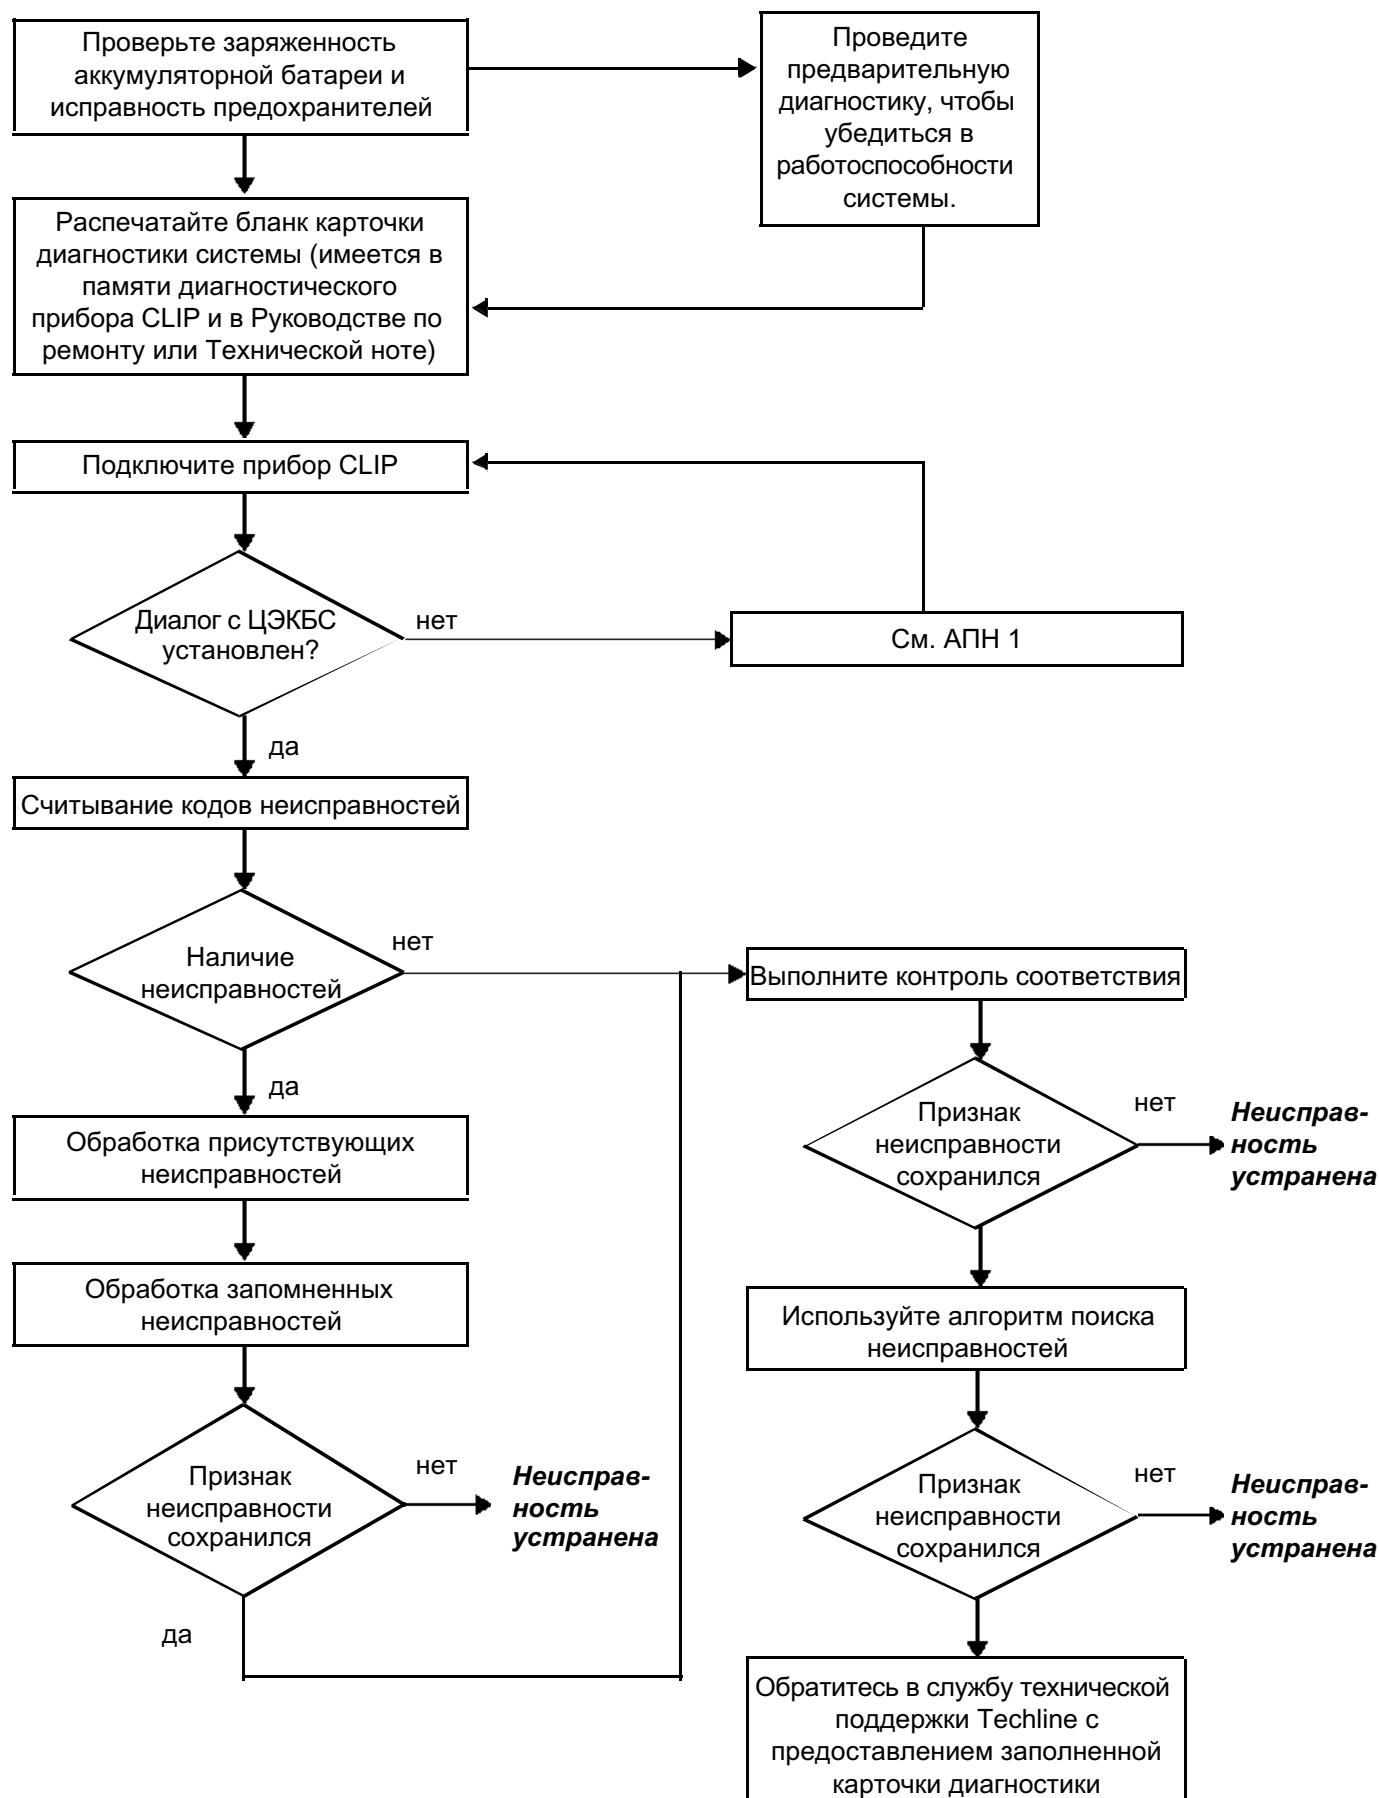 Проверьте заряженность
аккумуляторной батареи и
исправность предохранителей
Проведите
предварительную
диагностику, чтобы
убедиться в
работоспособности
системы.
Распечатайте бланк карточки
диагностики системы (имеется в
памяти диагностического
прибора CLIP и в Руководстве по
ремонту или Технической ноте)
Подключите прибор CLIP
Диалог с ЦЭКБС
установлен?
нет
См. АПН 1
да
Считывание кодов неисправностей
Наличие
неисправностей
нет
Выполните контроль соответствия
да
Обработка присутствующих
неисправностей
Признак
неисправности
сохранился
нет
Неисправ-
ность
устранена
Обработка запомненных
неисправностей
Используйте алгоритм поиска
неисправностей
Признак
неисправности
сохранился
нет
Неисправ-
ность
устранена
да
Признак
неисправности
сохранился
нет
Неисправ-
ность
устранена
Обратитесь в службу технической
поддержки Techline с
предоставлением заполненной
карточки диагностики